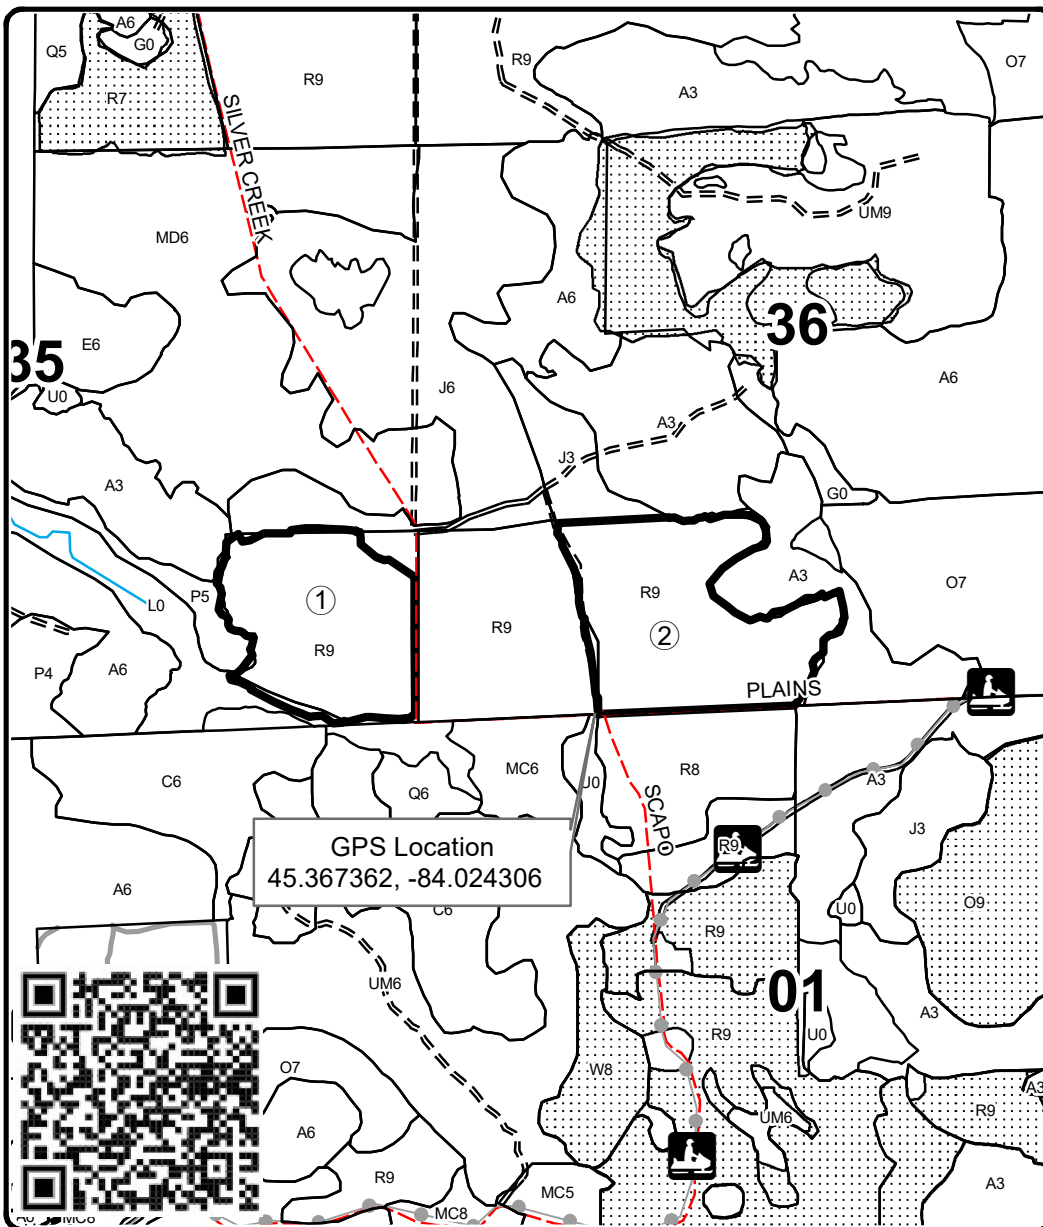 A6
Q5
G0
R9
R9
O7
R7
A3
SILVER CREEK
UM9
MD6
A6
36
E6
35
A6
U0
J6
A3
J3
A3
G0
A3
O7
P5
L0
1
R9
R9
R9
2
P4
A6
PLAINS
C6
MC6
U0
R8
Q6
SCAPO
A3
J3
R9
GPS Location
45.367362, -84.024306
A6
C6
U0
O9
R9
UM6
01
A3
U0
R9
O7
W8
A3
R9
UM6
A6
R9
MC5
A3
MC8
A6
MC8